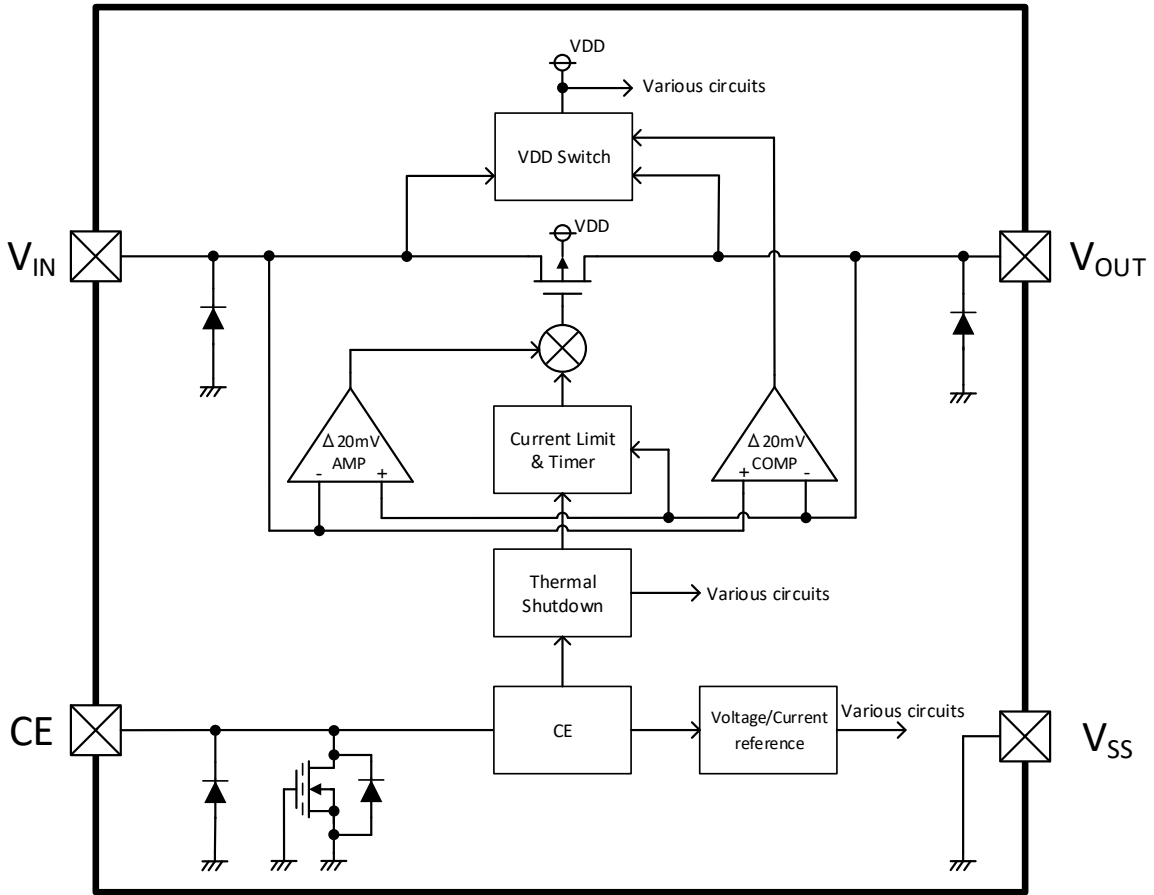 VDD
Various circuits
VDD Switch
VDD
VIN
VOUT
Δ20mV
AMP
- +
Current Limit
& Timer
Δ20mV
COMP
+ -
Thermal
Shutdown
Various circuits
CE
CE
Voltage/Current
reference
Various circuits
VSS